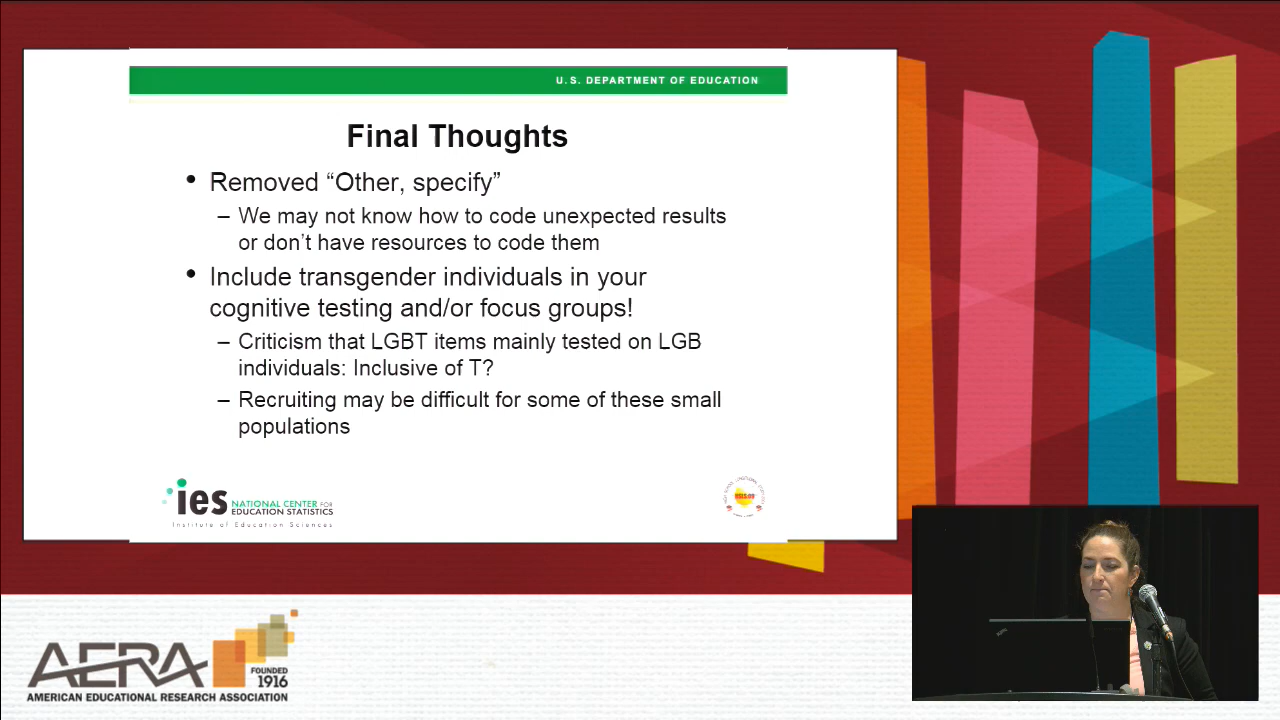 U.S. DEPARTMENT OF EDUCATION
Final Thoughts
• Removed “Other, specify”
– We may not know how to code unexpected results
or don’t have resources to code them
• Include transgender individuals in your
cognitive testing and/or focus groups!
– Criticism that LGBT items mainly tested on LGB
individuals: Inclusive of T?
– Recruiting may be difficult for some of these small
populations
ies NATIONAL CENTER FOR
EDUCATION STATISTICS
Institute of Education Sciences
HSLS:09
AERA
FOUNDED
1916
AMERICAN EDUCATIONAL RESEARCH ASSOCIATION